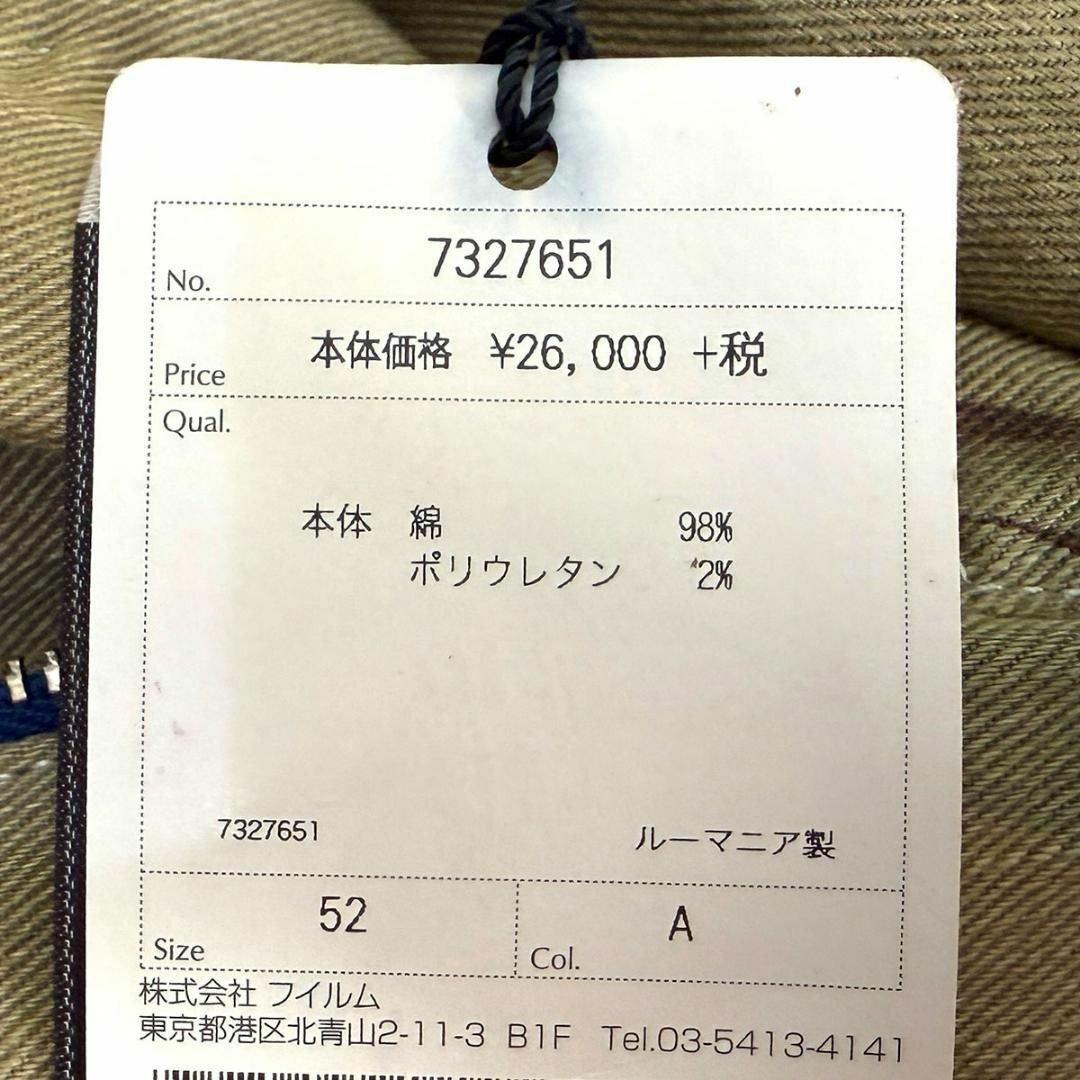 No. 7327651
Price 本体価格 ¥26,000 +税
Qual.
本体 綿 98%
ポリウレタン 2%
7327651 ルーマニア製
Size 52 Col. A
株式会社 フイルム
東京都港区北青山2-11-3 B1F Tel.03-5413-4141